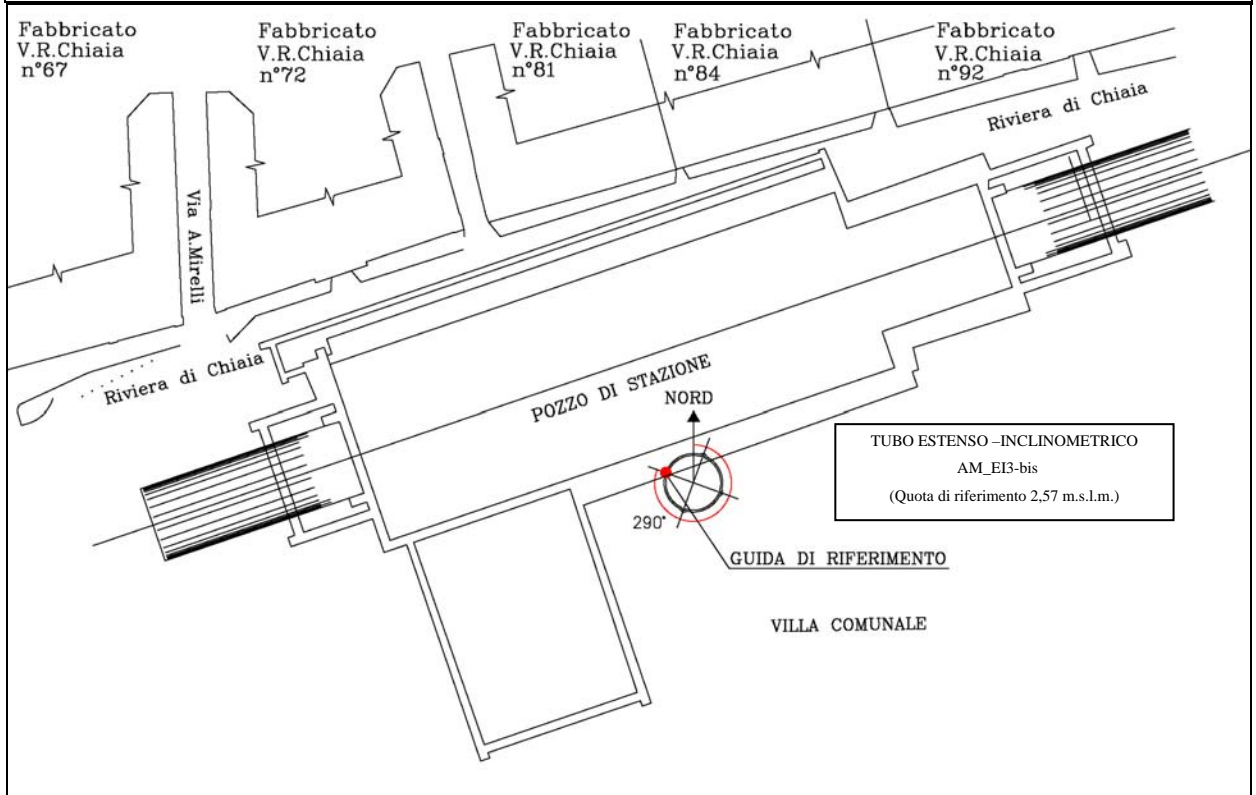 Fabbricato
V.R.Chiaia
n°67
Fabbricato
V.R.Chiaia
n°72
Fabbricato
V.R.Chiaia
n°81
Fabbricato
V.R.Chiaia
n°84
Fabbricato
V.R.Chiaia
n°92
Riviera di Chiaia
Via A.Mirelli
Riviera di Chiaia
POZZO DI STAZIONE
NORD
TUBO ESTENSO –INCLINOMETRICO
AM_EI3-bis
(Quota di riferimento 2,57 m.s.l.m.)
290°
GUIDA DI RIFERIMENTO
VILLA COMUNALE